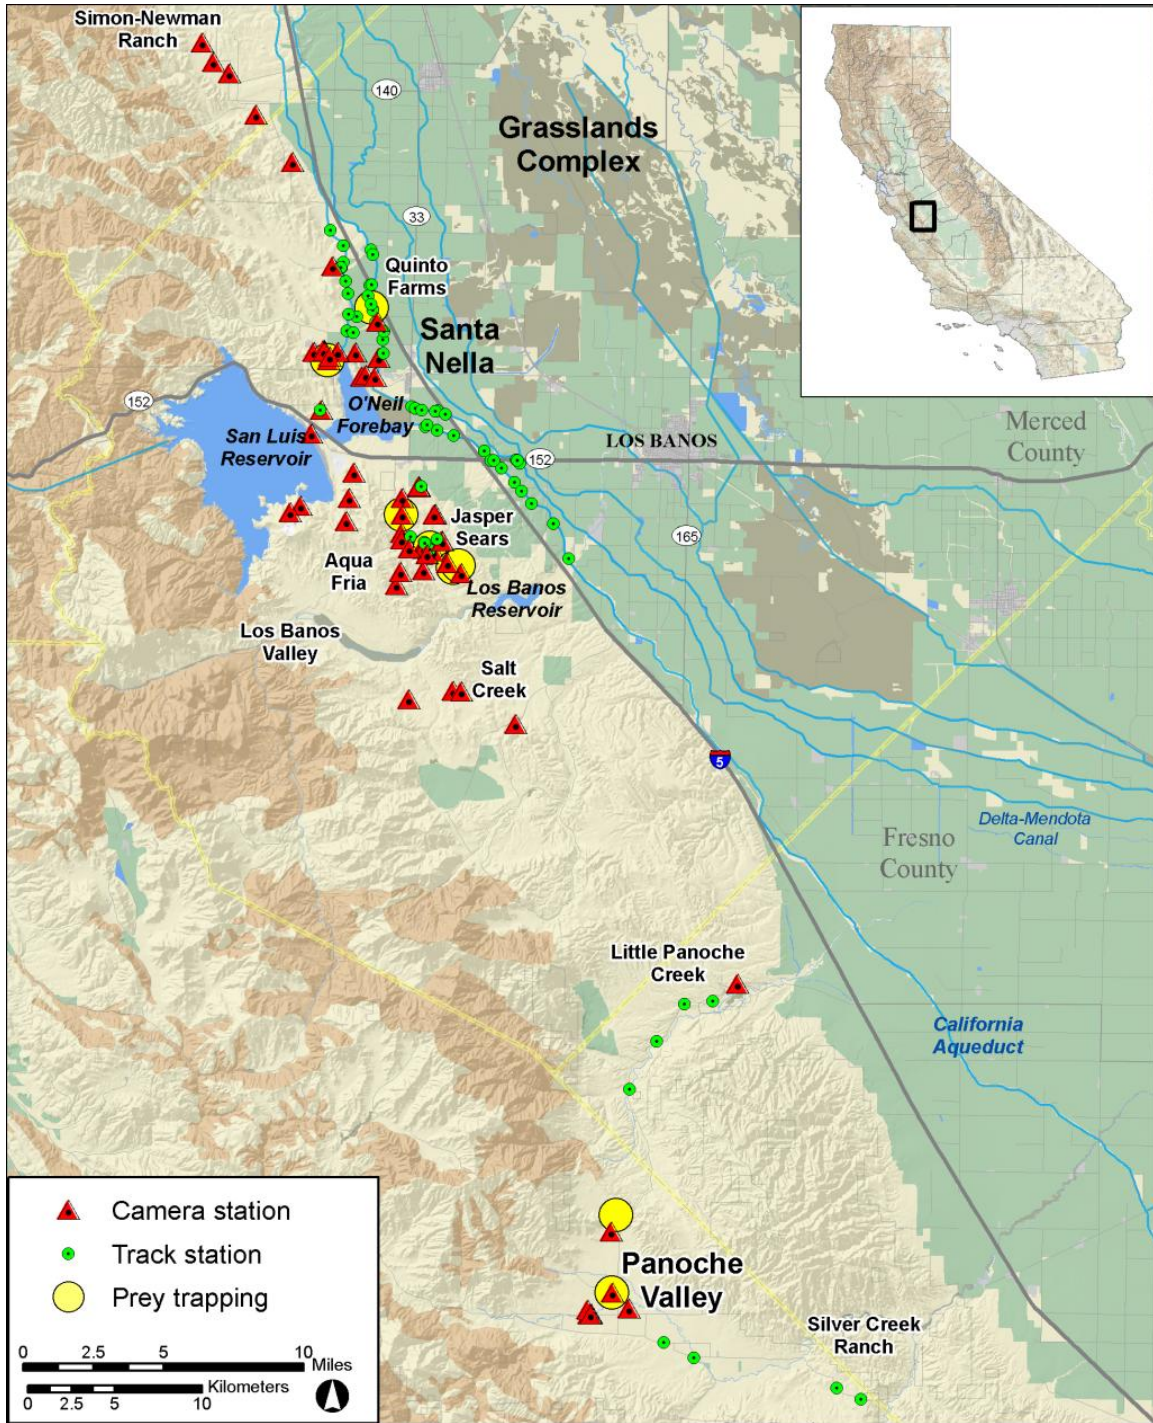 Simon-Newman
Ranch
140
Grasslands
Complex
33
Quinto
Farms
Santa
Nella
152
O'Neil
Forebay
San Luis
Reservoir
LOS BANOS
Merced
County
152
Jasper
Sears
165
Aqua
Fria
Los Banos
Reservoir
Los Banos
Valley
Salt
Creek
5
Delta-Mendota
Canal
Fresno
County
Little Panoche
Creek
California
Aqueduct
Panoche
Valley
Silver Creek
Ranch
Camera station
Track station
Prey trapping
0 2.5 5 10
Miles
Kilometers
0 2.5 5 10